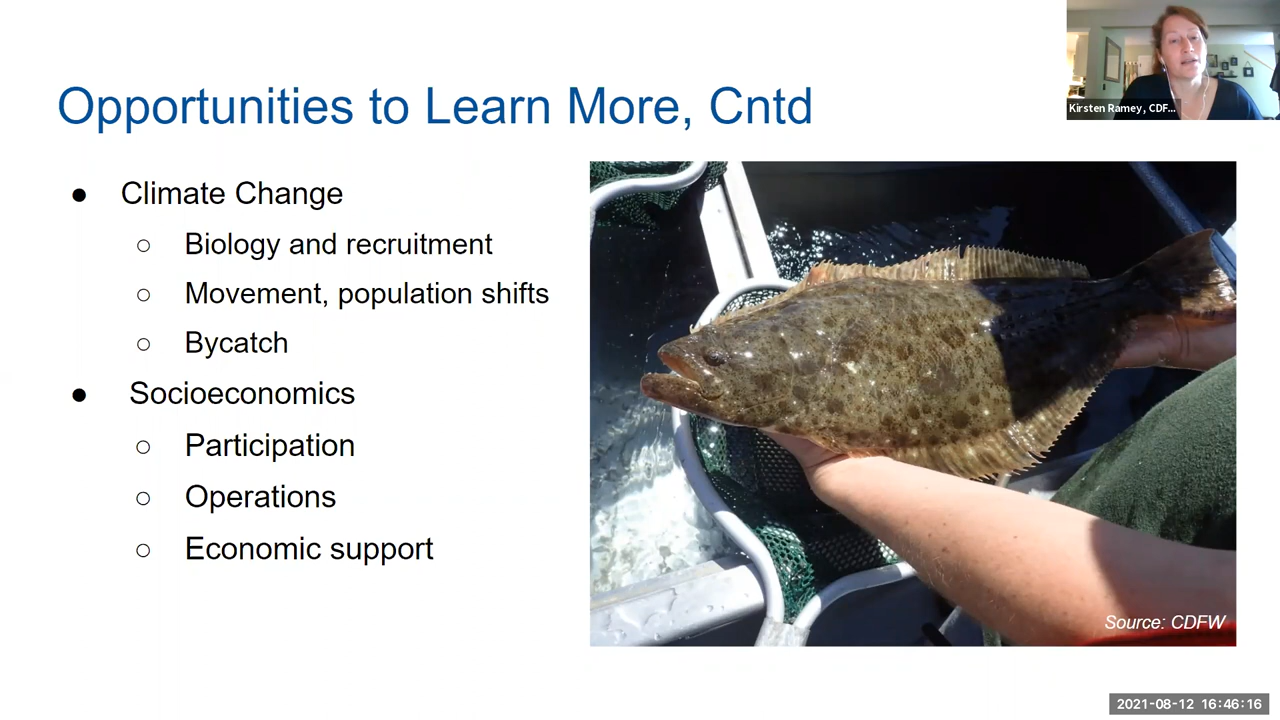 Opportunities to Learn More, Cntd
Kirsten Ramey, CDF...
● Climate Change
○ Biology and recruitment
○ Movement, population shifts
○ Bycatch
● Socioeconomics
○ Participation
○ Operations
○ Economic support
Source: CDFW
2021-08-12 16:46:16